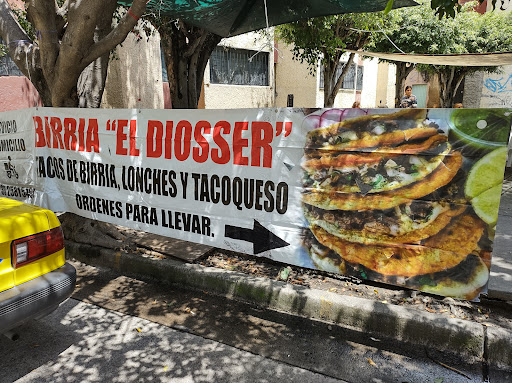 BIRRIA "EL DIOSSER"
TACOS DE BIRRIA, LONCHES Y TACOQUESO
ORDENES PARA LLEVAR.